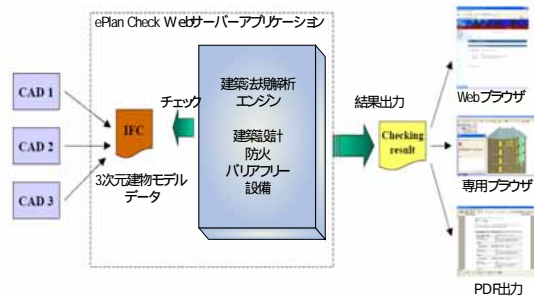 ePlan Check Webサーバーアプリケーション
CAD 1
CAD 2
CAD 3
IFC
3次元建物モデル
データ
チェック
建築法規解析
エンジン
建築設計
防火
バリアフリー
設備
結果出力
Checking
result
Webブラウザ
専用ブラウザ
PDF出力